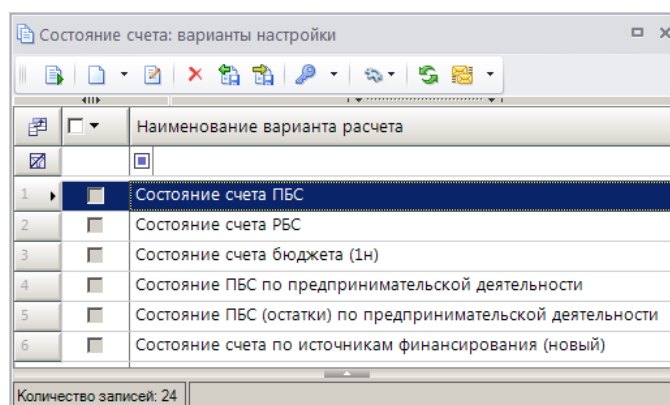 Состояние счета: варианты настройки
Наименование варианта расчета
1 Состояние счета ПБС
2 Состояние счета РБС
3 Состояние счета бюджета (1н)
4 Состояние ПБС по предпринимательской деятельности
5 Состояние ПБС (остатки) по предпринимательской деятельности
6 Состояние счета по источникам финансирования (новый)
Количество записей: 24